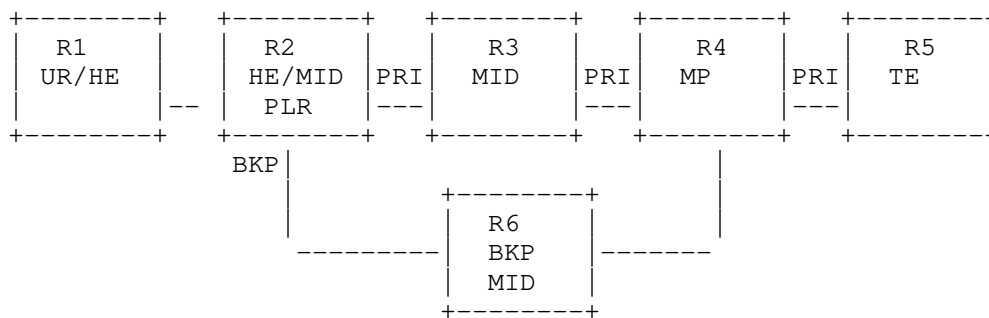 R1 R2 R3 R4 R5
UR/HE HE/MID PRI MID PRI MP PRI TE
PLR
BKP
R6
BKP
MID